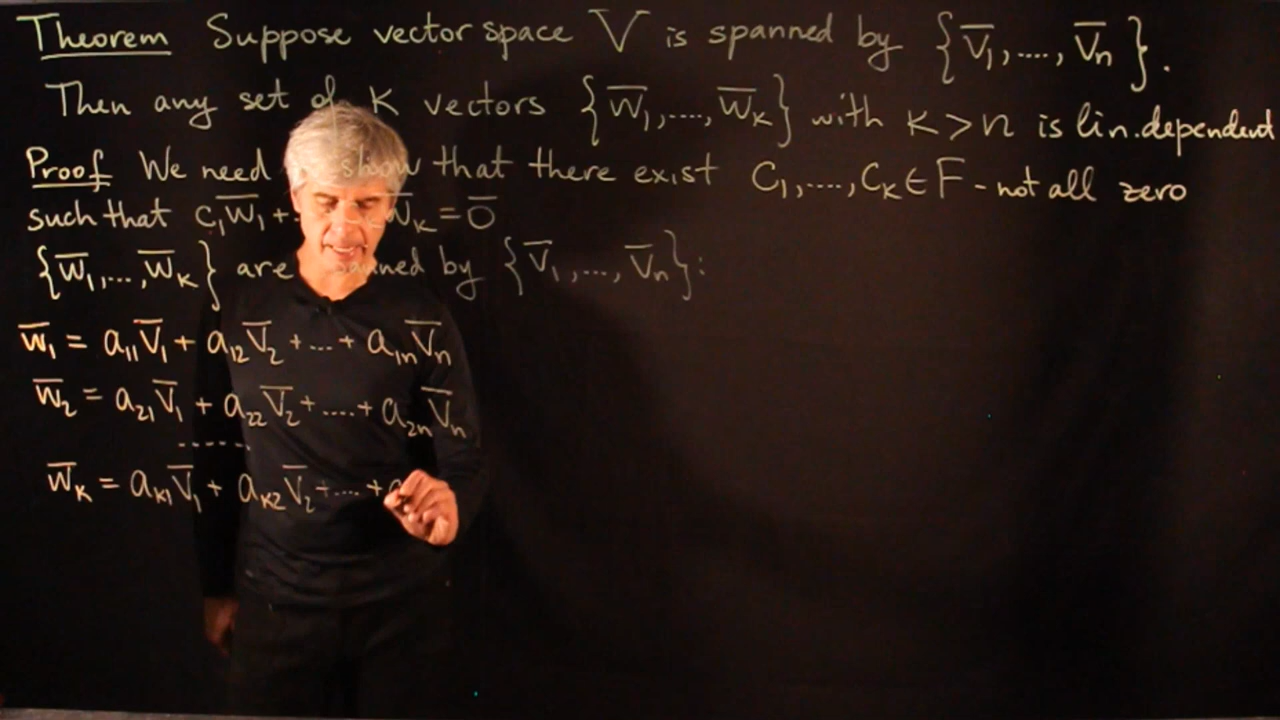 Theorem Suppose vector space V is spanned by {v̅₁,....,v̅ₙ}.
Then any set of K vectors {w̅₁,....,w̅ₖ} with K>n is lin.dependent
Proof We need show that there exist C₁,....,Cₖ∈F - not all zero
such that c₁w̅₁+ w̅ₖ = 0̅
{w̅₁,...w̅ₖ} are spanned by {v̅₁,...,v̅ₙ}:
w̅₁ = a₁₁v̅₁ + a₁₂v̅₂ +...+ a₁ₙv̅ₙ
w̅₂ = a₂₁v̅₁ + a₂₂v̅₂ +....+ a₂ₙv̅ₙ
------
w̅ₖ = aₖ₁v̅₁ + aₖ₂v̅₂ +....+ a